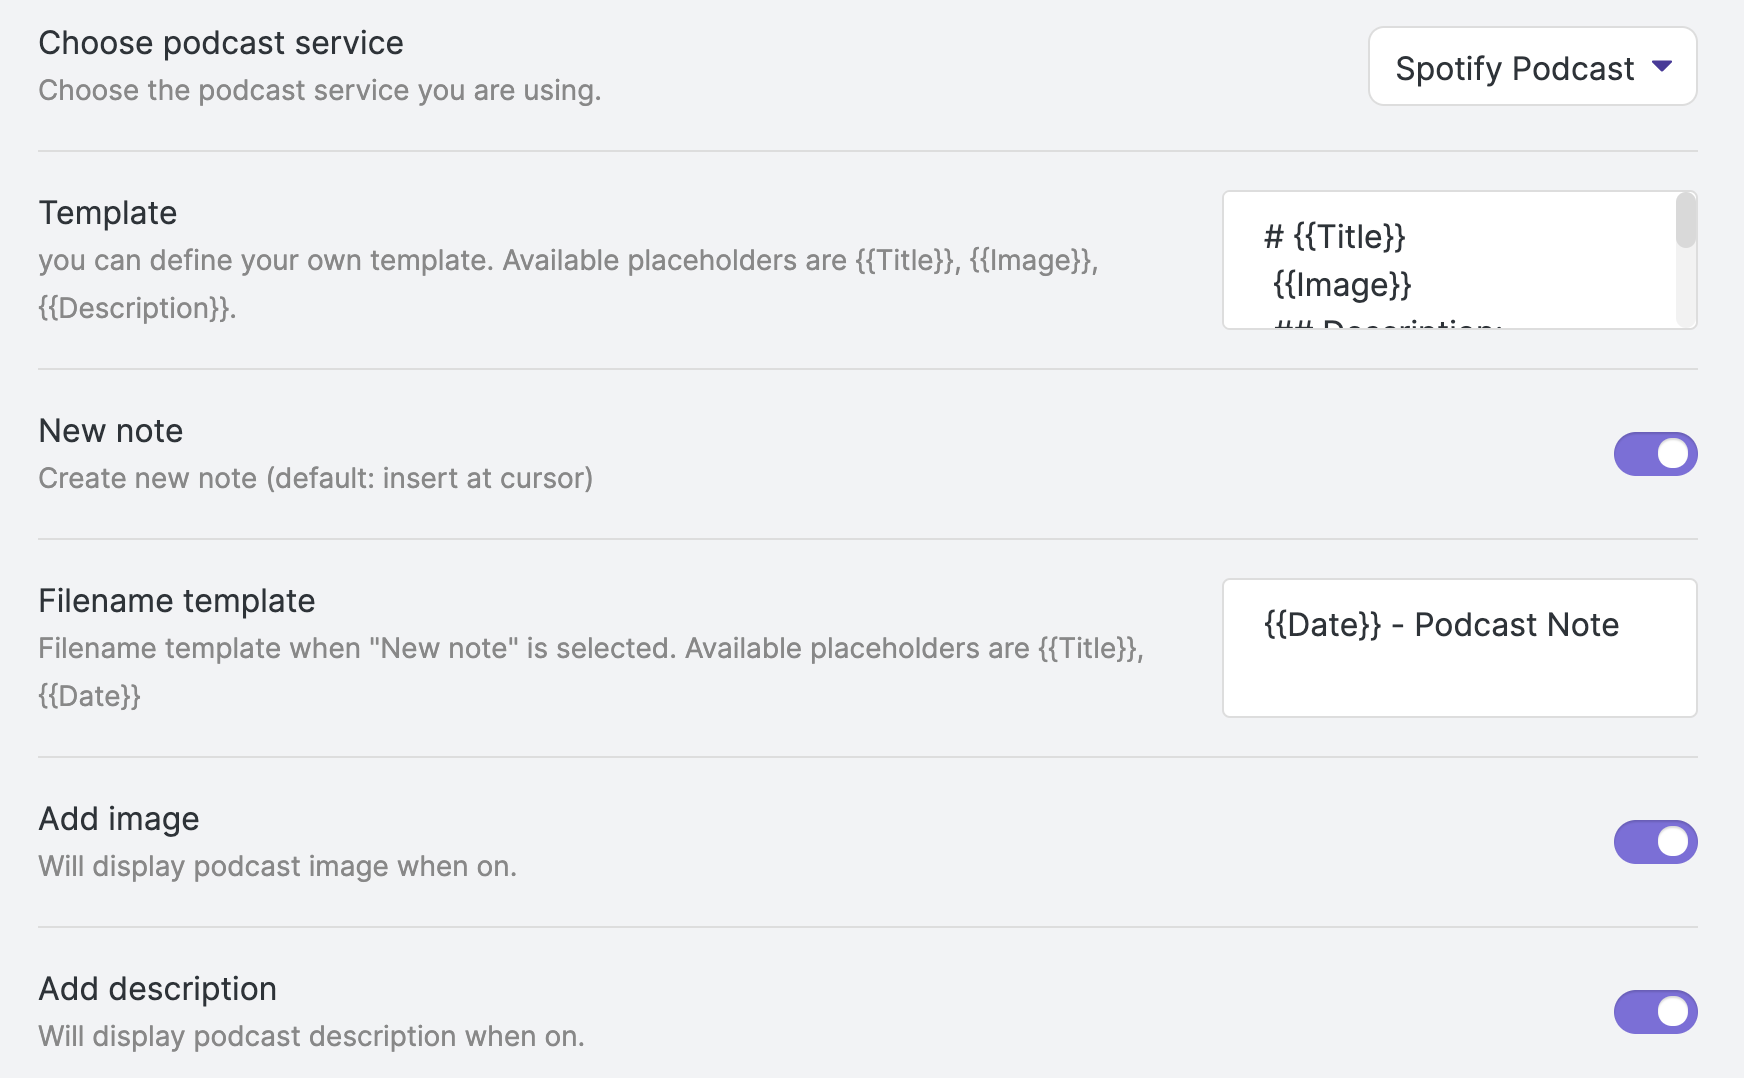 Choose podcast service
Choose the podcast service you are using.
Spotify Podcast
Template
you can define your own template. Available placeholders are {{Title}}, {{Image}},
{{Description}}.
# {{Title}}
{{Image}}
## Description:
New note
Create new note (default: insert at cursor)
Filename template
Filename template when "New note" is selected. Available placeholders are {{Title}},
{{Date}}
{{Date}} - Podcast Note
Add image
Will display podcast image when on.
Add description
Will display podcast description when on.